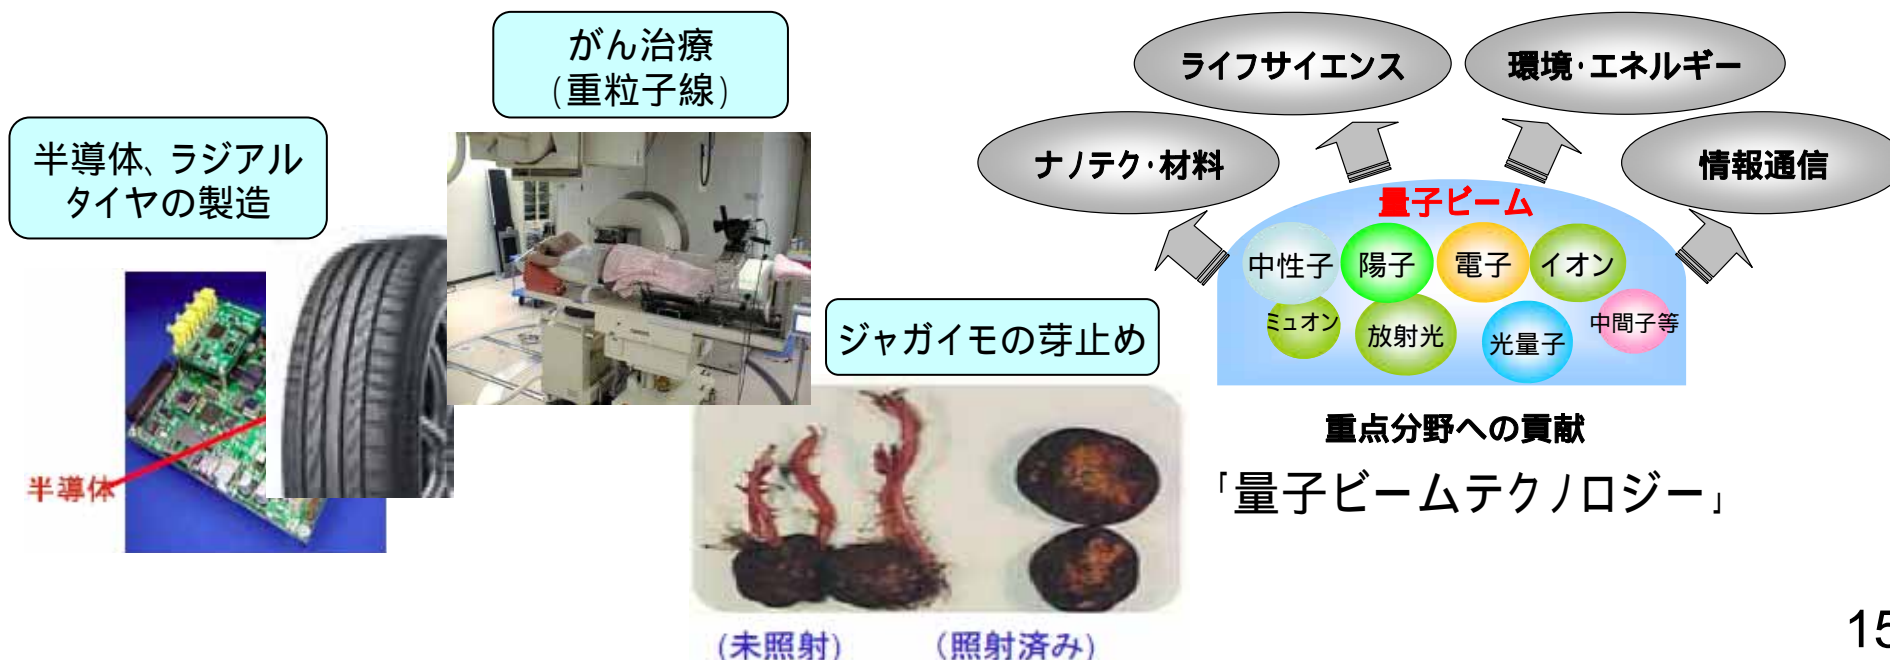 がん治療
(重粒子線)
半導体、ラジアル
タイヤの製造
半導体
ジャガイモの芽止め
(未照射)
(照射済み)
ライフサイエンス
環境・エネルギー
ナノテク・材料
情報通信
量子ビーム
中性子
陽子
電子
イオン
ミュオン
放射光
光量子
中間子等
重点分野への貢献
「量子ビームテクノロジー」
15